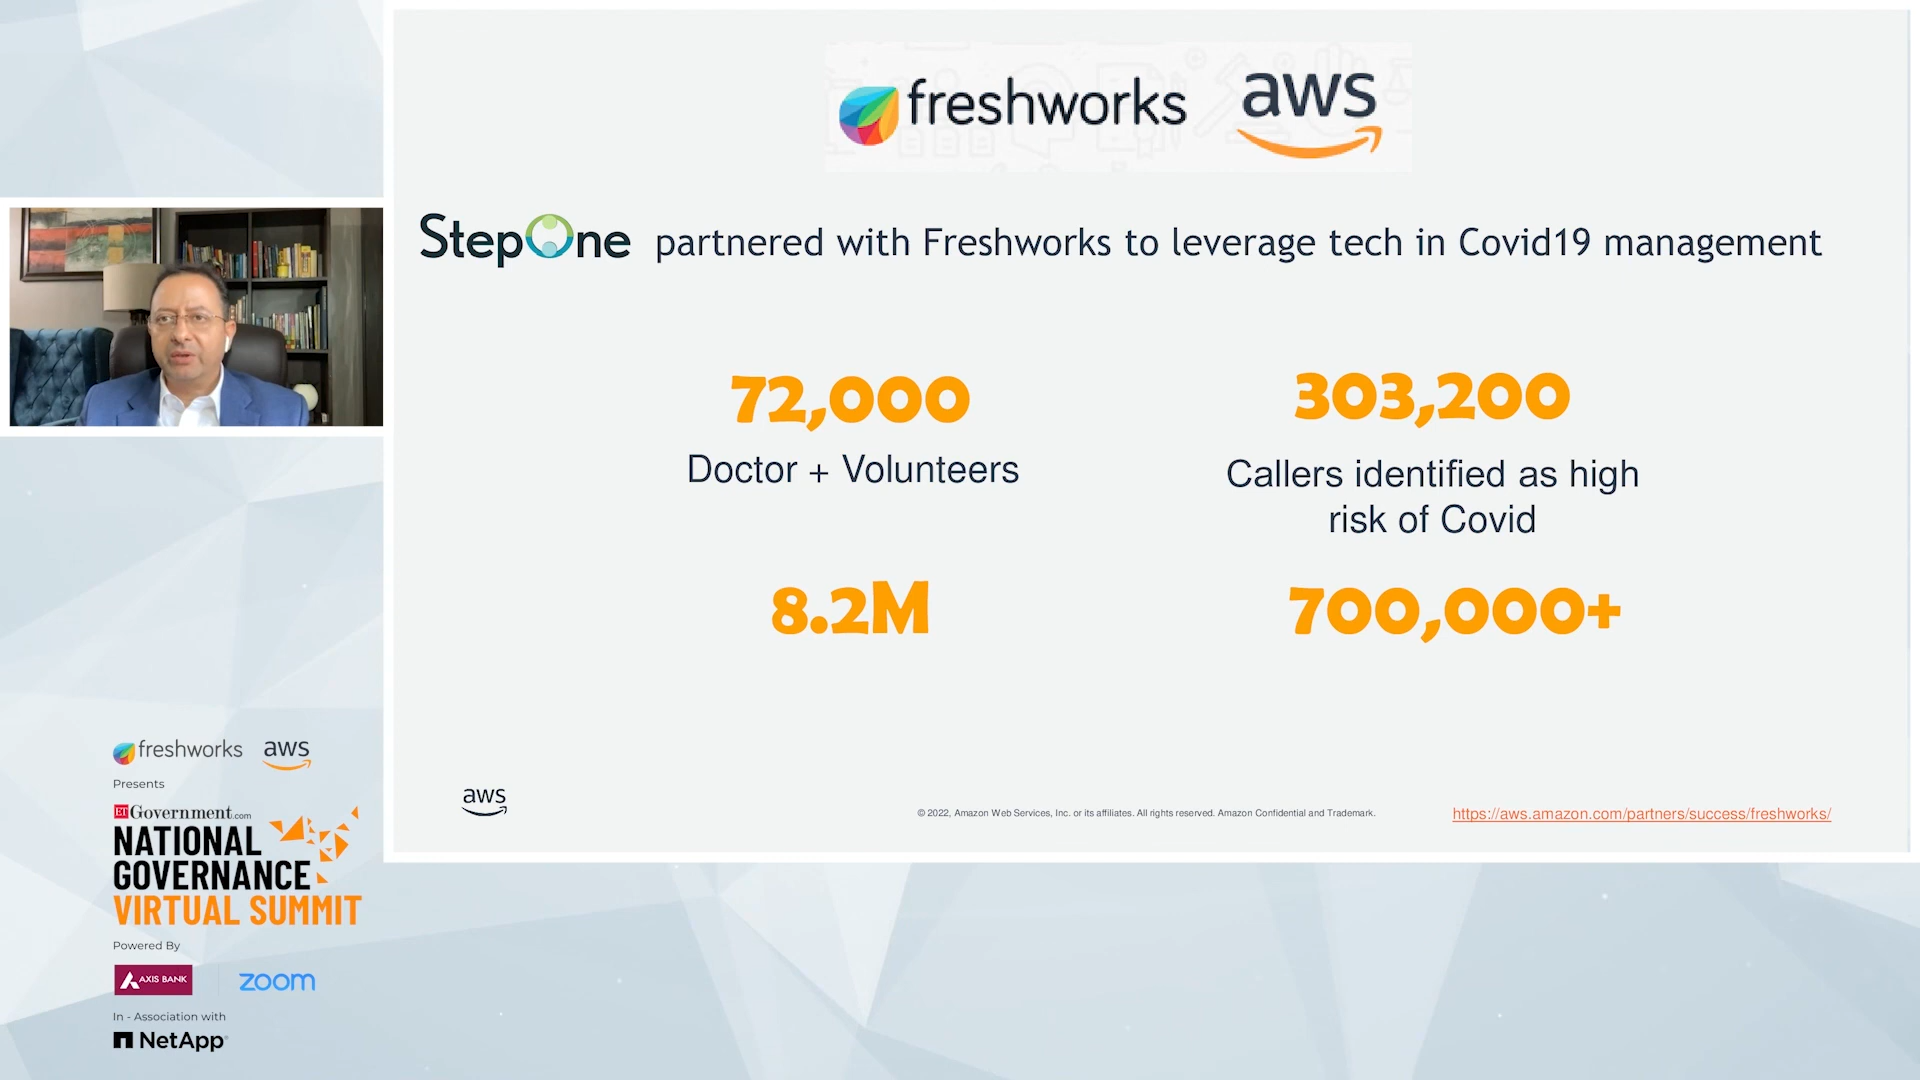 freshworks aws
StepOne partnered with Freshworks to leverage tech in Covid19 management
72,000
Doctor + Volunteers
303,200
Callers identified as high
risk of Covid
8.2M
700,000+
aws
© 2022, Amazon Web Services, Inc. or its affiliates. All rights reserved. Amazon Confidential and Trademark.
https://aws.amazon.com/partners/success/freshworks/
freshworks aws
Presents
ET Government.com
NATIONAL
GOVERNANCE
VIRTUAL SUMMIT
Powered By
AXIS BANK
zoom
In - Association with
NetApp